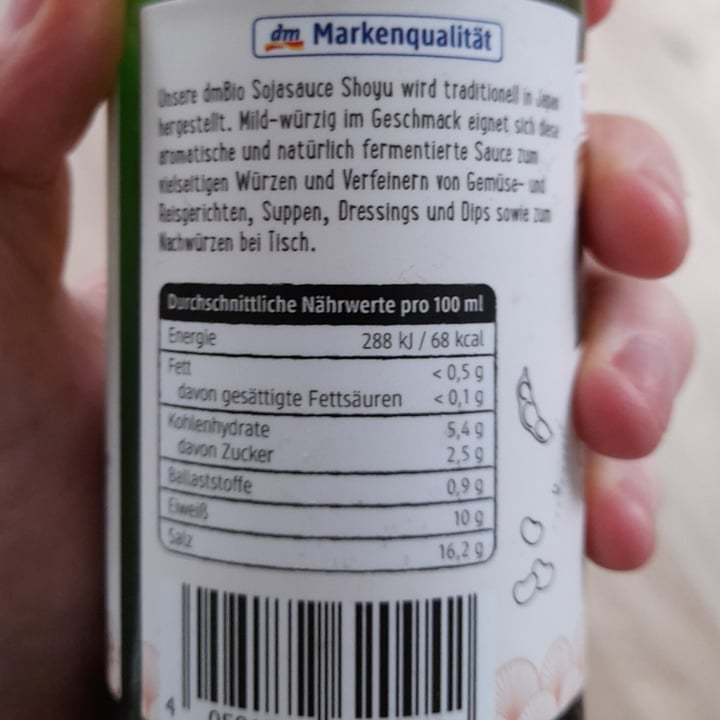 dm Markenqualität
Unsere dmBio Sojasauce Shoyu wird traditionell in Japan
hergestellt. Mild-würzig im Geschmack eignet sich diese
aromatische und natürlich fermentierte Sauce zum
vielseitigen Würzen und Verfeinern von Gemüse- und
Reisgerichten, Suppen, Dressings und Dips sowie zum
Nachwürzen bei Tisch.
Durchschnittliche Nährwerte pro 100 ml
Energie 288 kJ / 68 kcal
Fett < 0,5 g
davon gesättigte Fettsäuren < 0,1 g
Kohlenhydrate 5,4 g
davon Zucker 2,5 g
Ballaststoffe 0,9 g
Eiweiß 10 g
Salz 16,2 g
4